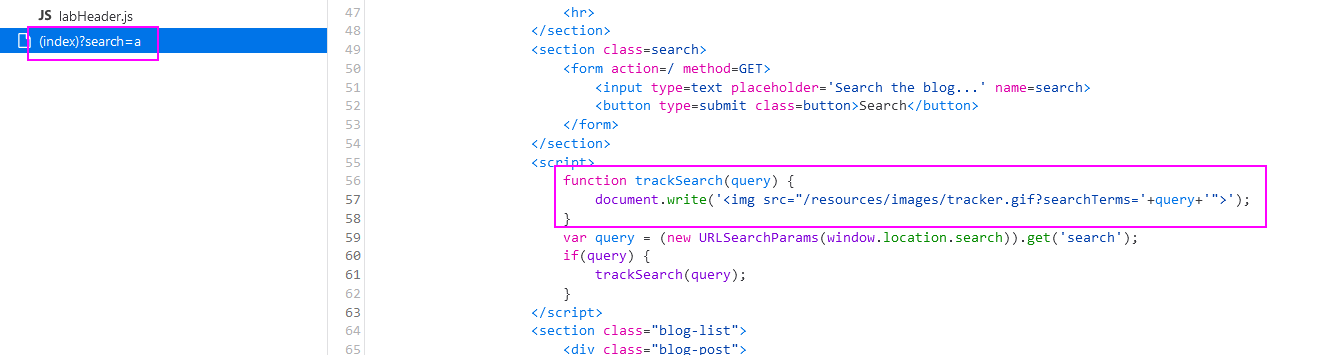 JS labHeader.js
(index)?search=a
47 <hr>
48 </section>
49 <section class=search>
50 <form action=/ method=GET>
51 <input type=text placeholder='Search the blog...' name=search>
52 <button type=submit class=button>Search</button>
53 </form>
54 </section>
55 <script>
56 function trackSearch(query) {
57 document.write('<img src="/resources/images/tracker.gif?searchTerms='+query+'">');
58 }
59 var query = (new URLSearchParams(window.location.search)).get('search');
60 if(query) {
61 trackSearch(query);
62 }
63 </script>
64 <section class="blog-list">
65 <div class="blog-post">